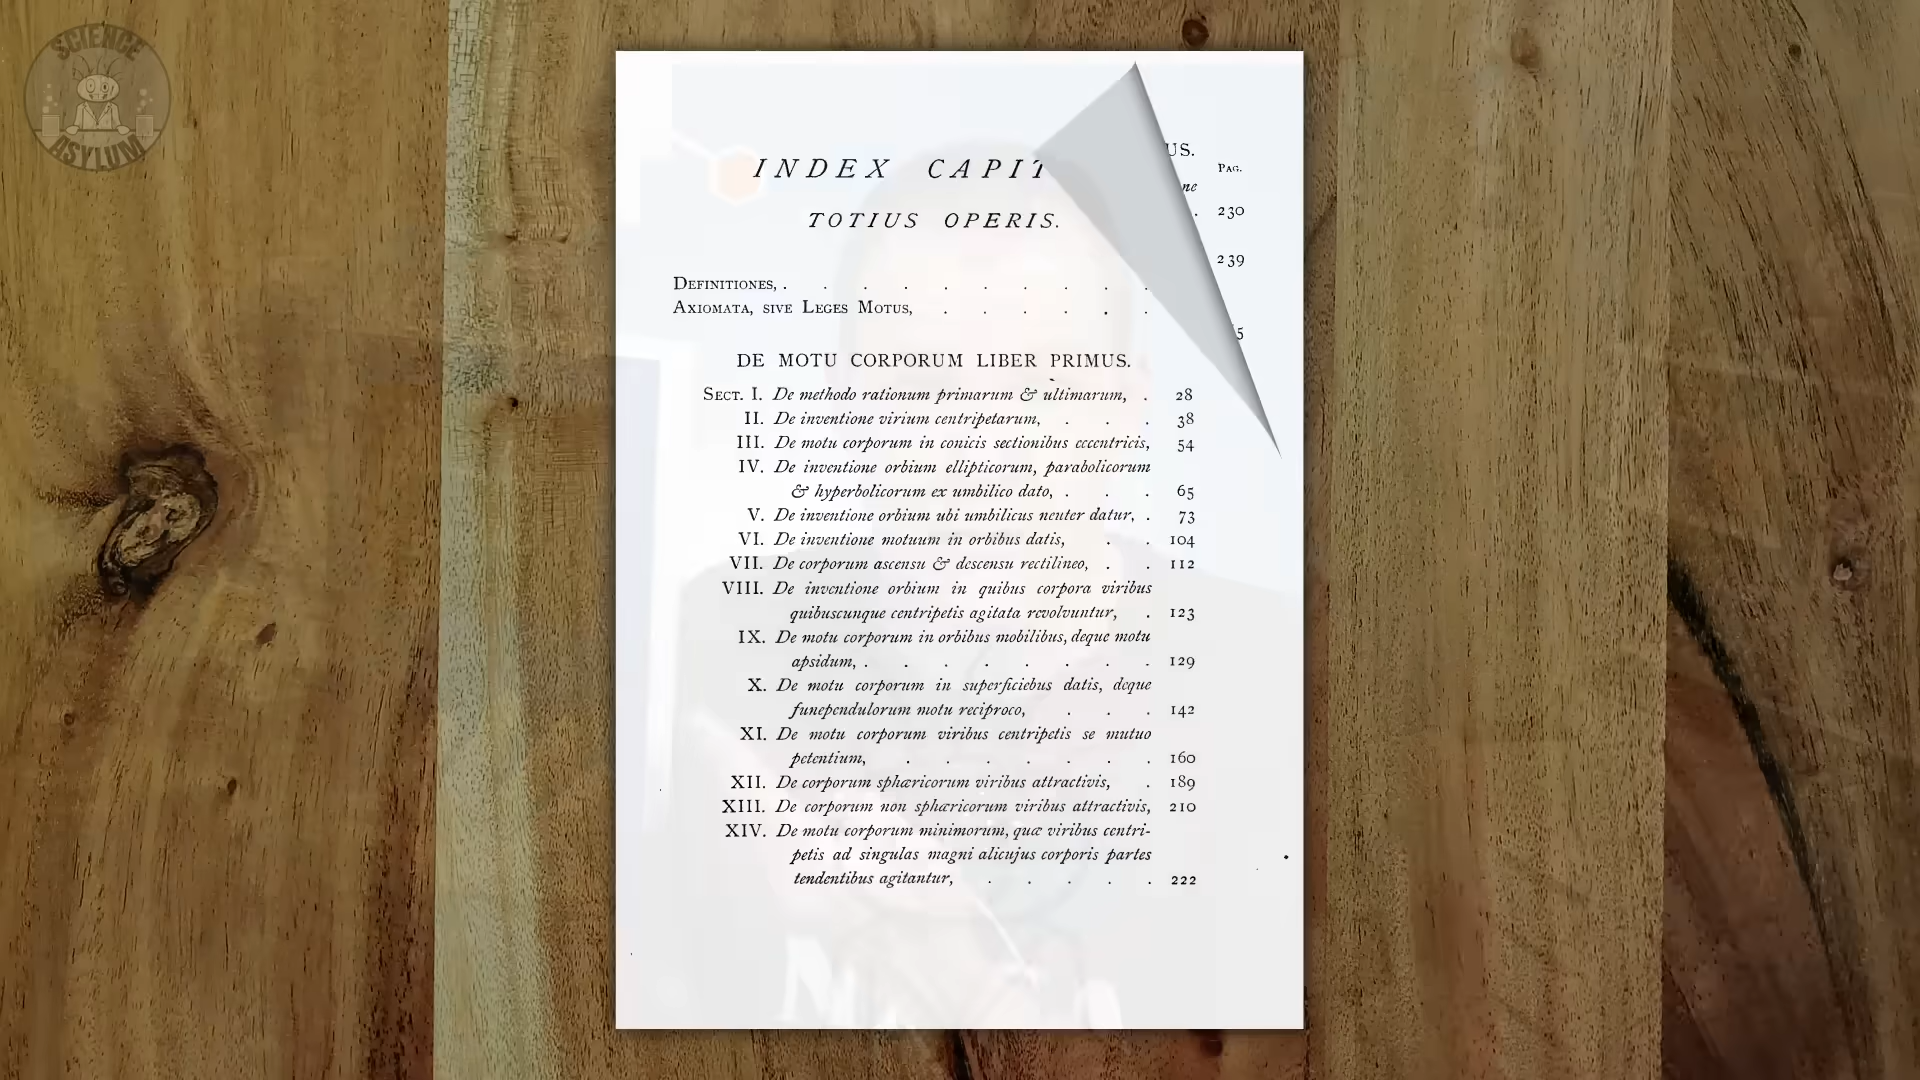 SCIENCE
ASYLUM
US.
PAG.
INDEX CAPIT
ne
. 230
TOTIUS OPERIS.
239
DEFINITIONES, . . . . . . . . . .
AXIOMATA, SIVE LEGES MOTUS, . . . . . .
5
DE MOTU CORPORUM LIBER PRIMUS.
SECT. I. De methodo rationum primarum & ultimarum, . 28
II. De inventione virium centripetarum, . . . 38
III. De motu corporum in conicis sectionibus eccentricis, 54
IV. De inventione orbium ellipticorum, parabolicorum
& hyperbolicorum ex umbilico dato, . . . 65
V. De inventione orbium ubi umbilicus neuter datur, . 73
VI. De inventione motuum in orbibus datis, . . 104
VII. De corporum ascensu & descensu rectilineo, . . 112
VIII. De inventione orbium in quibus corpora viribus
quibuscunque centripetis agitata revolvuntur, . 123
IX. De motu corporum in orbibus mobilibus, deque motu
apsidum, . . . . . . . . 129
X. De motu corporum in superficiebus datis, deque
funependulorum motu reciproco, . . . 142
XI. De motu corporum viribus centripetis se mutuo
petentium, . . . . . . . 160
XII. De corporum sphæricorum viribus attractivis, . 189
XIII. De corporum non sphæricorum viribus attractivis, 210
XIV. De motu corporum minimorum, quæ viribus centri-
petis ad singulas magni alicujus corporis partes
tendentibus agitantur, . . . . . 222